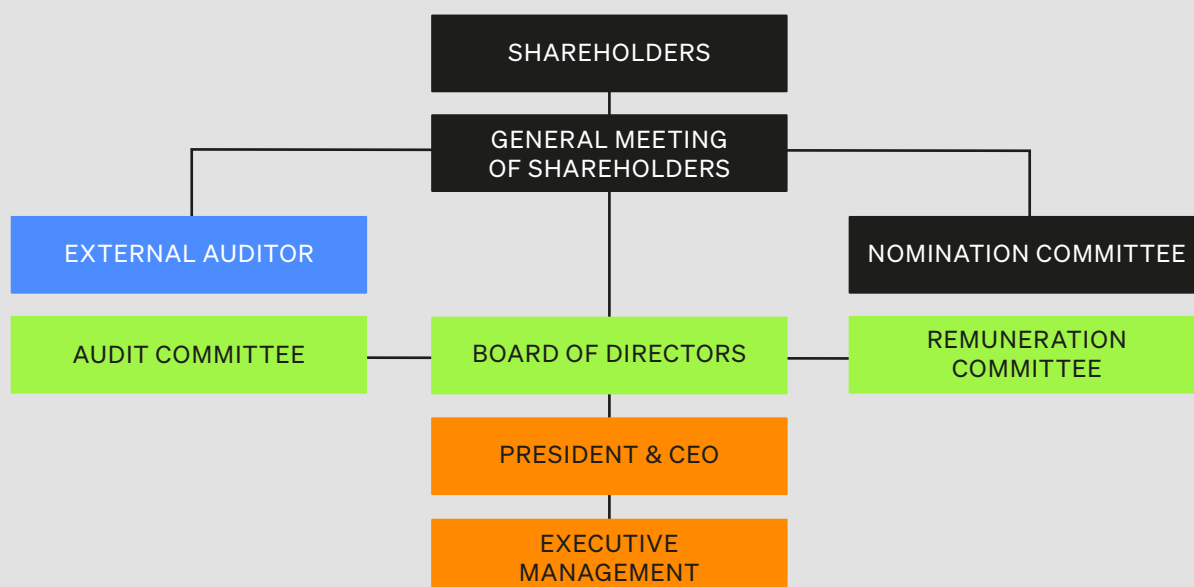 SHAREHOLDERS
GENERAL MEETING
OF SHAREHOLDERS
EXTERNAL AUDITOR
NOMINATION COMMITTEE
AUDIT COMMITTEE
BOARD OF DIRECTORS
REMUNERATION
COMMITTEE
PRESIDENT & CEO
EXECUTIVE
MANAGEMENT